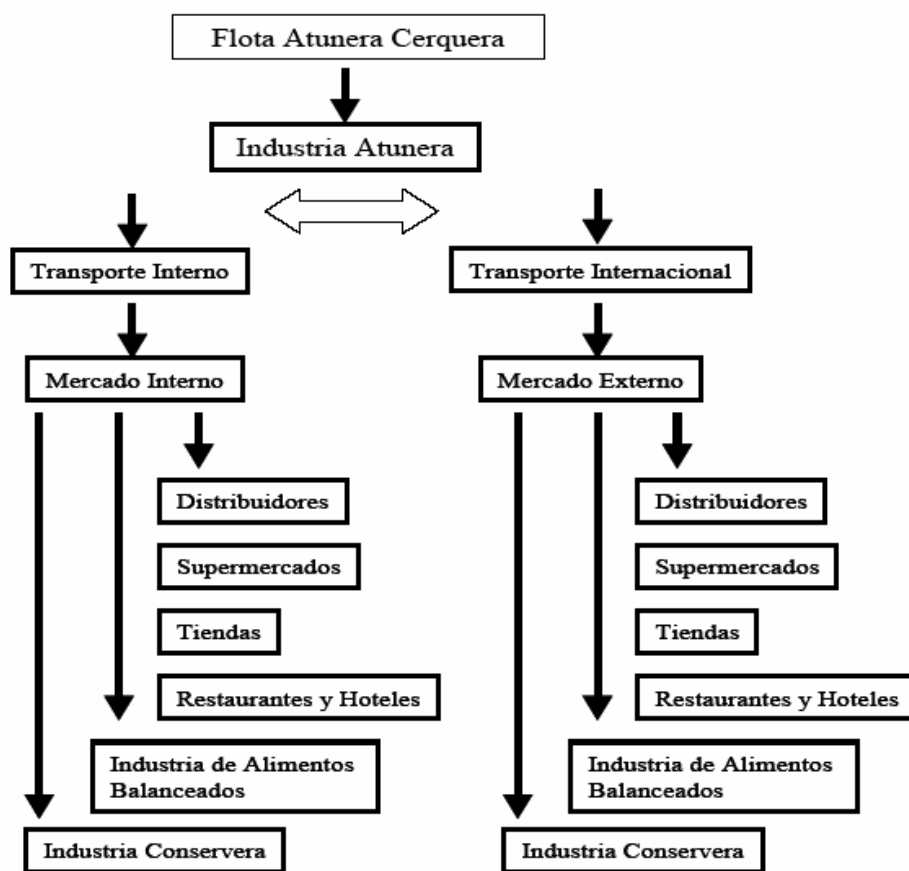 Flota Atunera Cerquera
Industria Atunera
Transporte Interno
Transporte Internacional
Mercado Interno
Mercado Externo
Distribuidores
Distribuidores
Supermercados
Supermercados
Tiendas
Tiendas
Restaurantes y Hoteles
Restaurantes y Hoteles
Industria de Alimentos
Balanceados
Industria de Alimentos
Balanceados
Industria Conservera
Industria Conservera